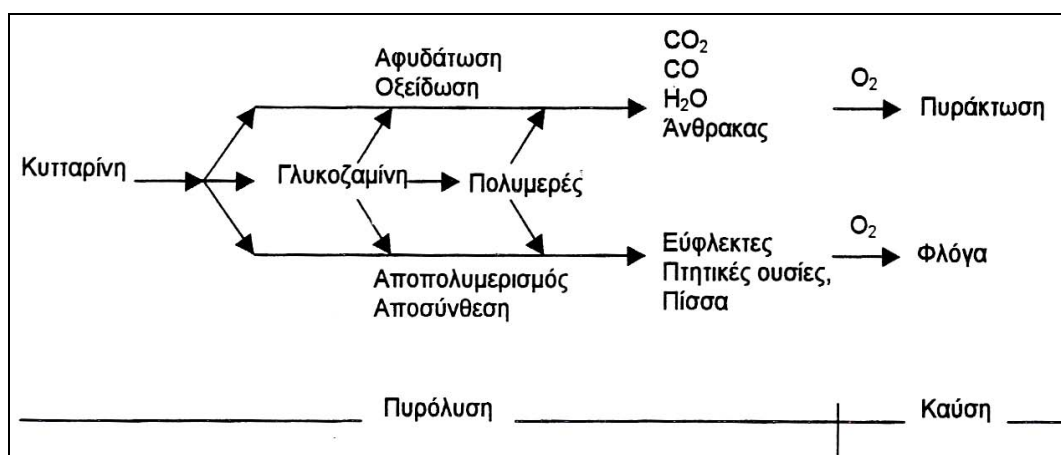 Αφυδάτωση
Οξείδωση
CO₂
CO
H₂O
Άνθρακας
O₂
Πυράκτωση
Κυτταρίνη
Γλυκοζαμίνη
Πολυμερές
Αποπολυμερισμός
Αποσύνθεση
Εύφλεκτες
Πτητικές ουσίες,
Πίσσα
O₂
Φλόγα
Πυρόλυση
Καύση